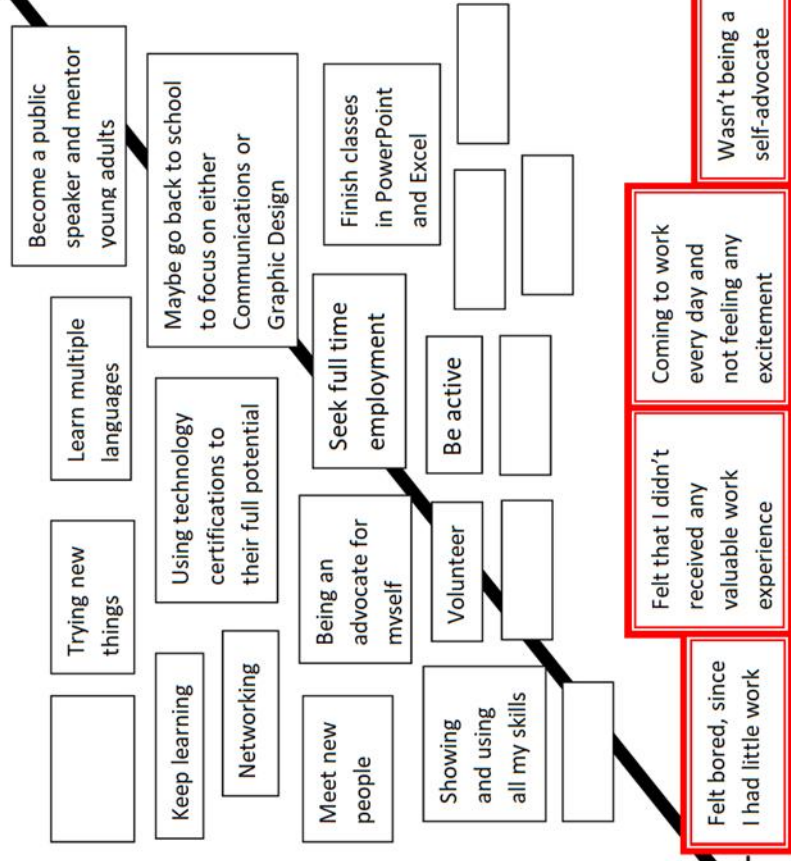 Trying new
things
Learn multiple
languages
Become a public
speaker and mentor
young adults
Keep learning
Using technology
certifications to
their full potential
Maybe go back to school
to focus on either
Communications or
Graphic Design
Networking
Meet new
people
Being an
advocate for
myself
Seek full time
employment
Finish classes
in PowerPoint
and Excel
Showing
and using
all my skills
Volunteer
Be active
Felt bored, since
I had little work
Felt that I didn't
received any
valuable work
experience
Coming to work
every day and
not feeling any
excitement
Wasn't being a
self-advocate